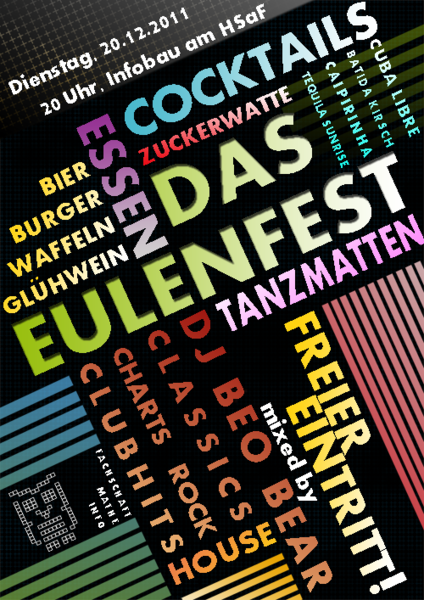 Dienstag, 20.12.2011
20 Uhr, Infobau am HSaF
COCKTAILS
CUBA LIBRE
BATIDA KIRSCH
CAIPIRINHA
TEQUILA SUNRISE
ZUCKERWATTE
ESSEN
BIER
BURGER
WAFFELN
GLÜHWEIN
DAS
EULENFEST
TANZMATTEN
DJ BEO BEAR
mixed by
FREIER
EINTRITT!
CLASSICS
CHARTS
ROCK
CLUBHITS
HOUSE
FACHSCHAFT
MATHE
INFO